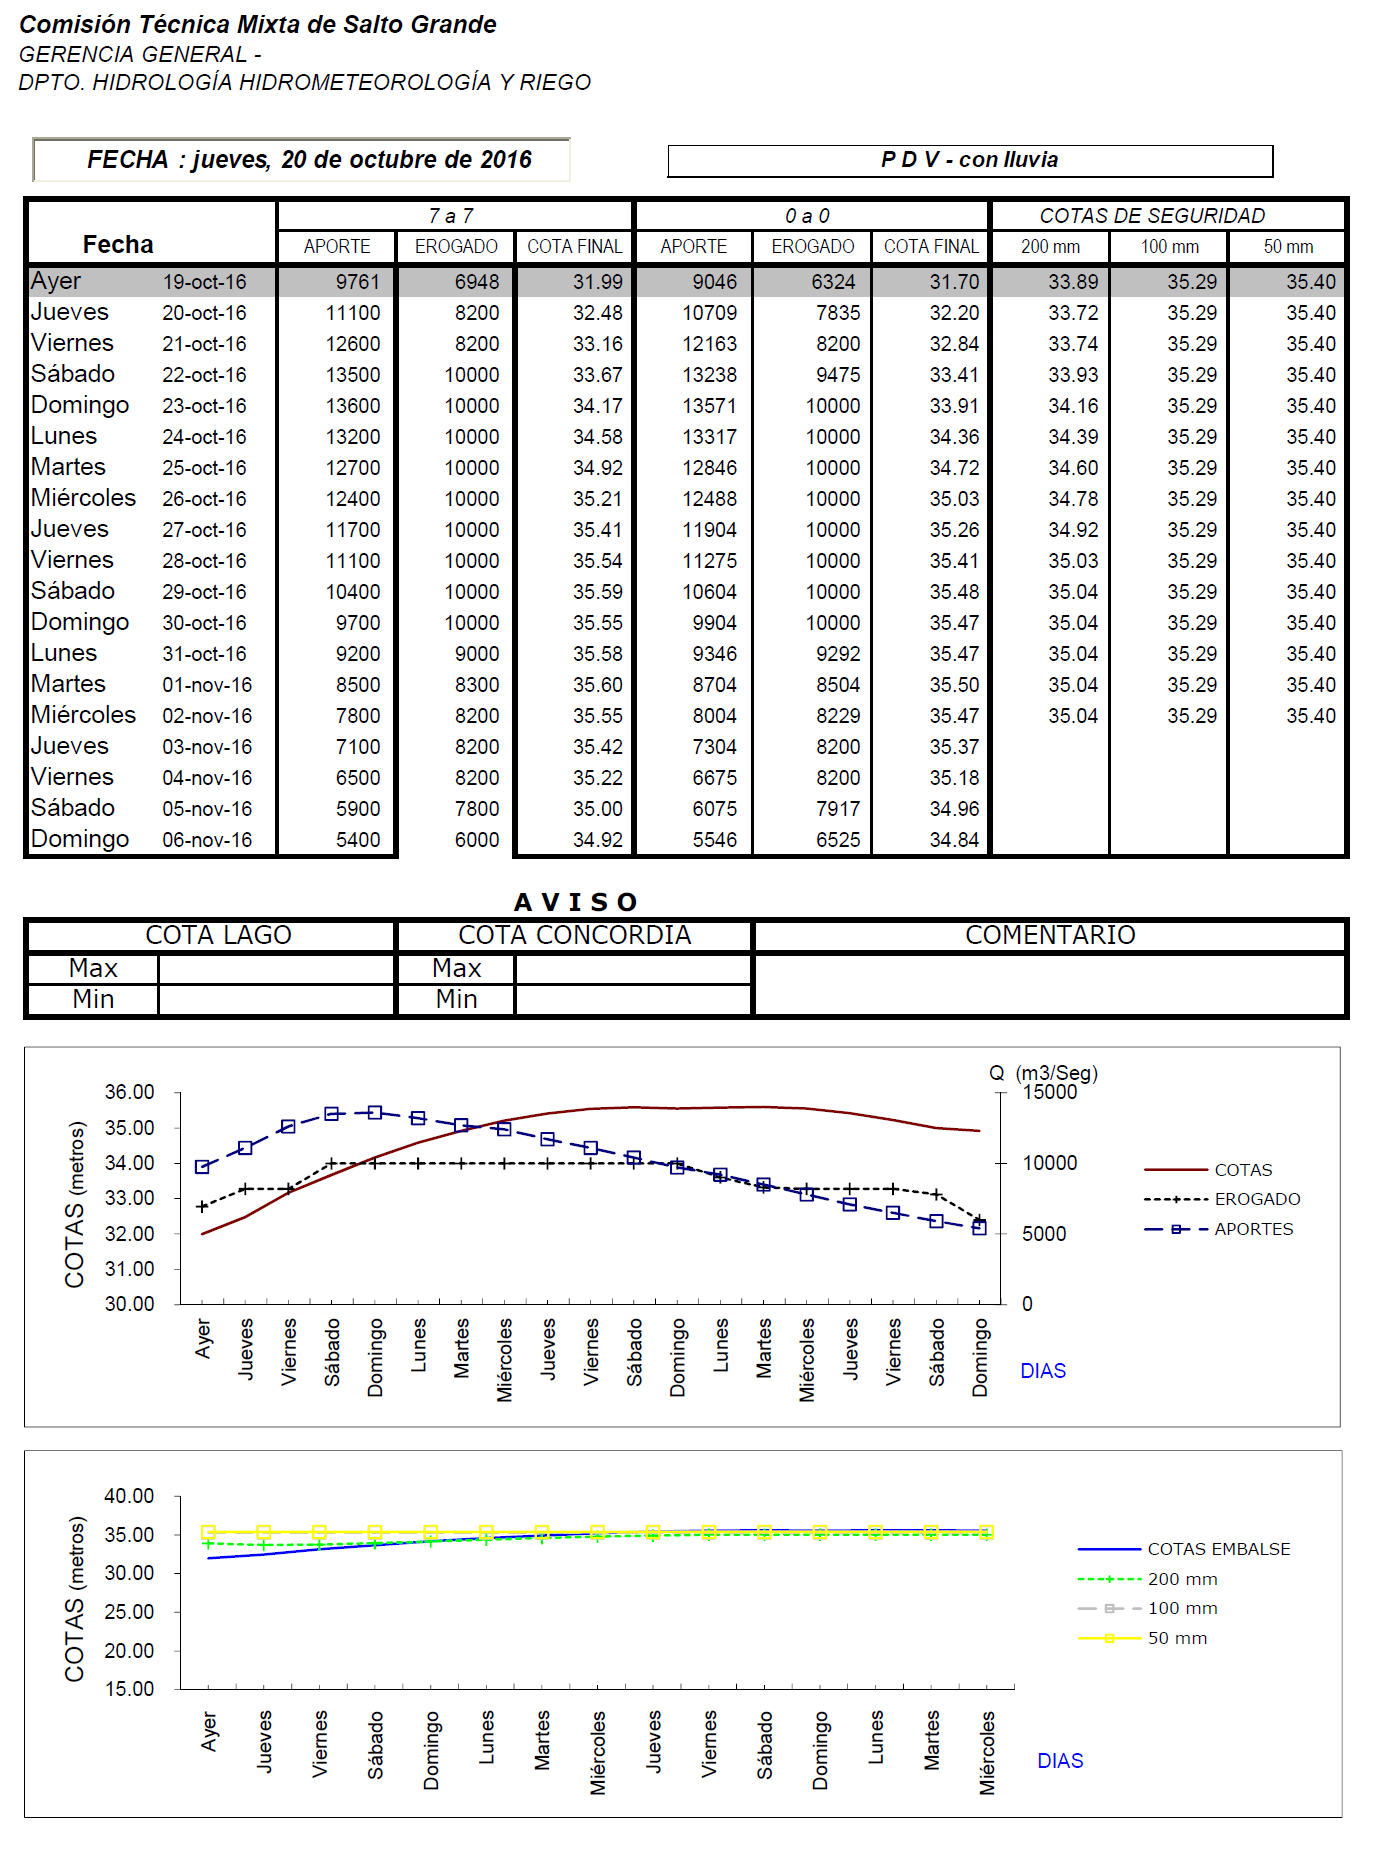 Comisión Técnica Mixta de Salto Grande
GERENCIA GENERAL -
DPTO. HIDROLOGÍA HIDROMETEOROLOGÍA Y RIEGO
FECHA : jueves, 20 de octubre de 2016
P D V - con lluvia
7 a 7 0 a 0 COTAS DE SEGURIDAD
Fecha APORTE EROGADO COTA FINAL APORTE EROGADO COTA FINAL 200 mm 100 mm 50 mm
Ayer 19-oct-16 9761 6948 31.99 9046 6324 31.70 33.89 35.29 35.40
Jueves 20-oct-16 11100 8200 32.48 10709 7835 32.20 33.72 35.29 35.40
Viernes 21-oct-16 12600 8200 33.16 12163 8200 32.84 33.74 35.29 35.40
Sábado 22-oct-16 13500 10000 33.67 13238 9475 33.41 33.93 35.29 35.40
Domingo 23-oct-16 13600 10000 34.17 13571 10000 33.91 34.16 35.29 35.40
Lunes 24-oct-16 13200 10000 34.58 13317 10000 34.36 34.39 35.29 35.40
Martes 25-oct-16 12700 10000 34.92 12846 10000 34.72 34.60 35.29 35.40
Miércoles 26-oct-16 12400 10000 35.21 12488 10000 35.03 34.78 35.29 35.40
Jueves 27-oct-16 11700 10000 35.41 11904 10000 35.26 34.92 35.29 35.40
Viernes 28-oct-16 11100 10000 35.54 11275 10000 35.41 35.03 35.29 35.40
Sábado 29-oct-16 10400 10000 35.59 10604 10000 35.48 35.04 35.29 35.40
Domingo 30-oct-16 9700 10000 35.55 9904 10000 35.47 35.04 35.29 35.40
Lunes 31-oct-16 9200 9000 35.58 9346 9292 35.47 35.04 35.29 35.40
Martes 01-nov-16 8500 8300 35.60 8704 8504 35.50 35.04 35.29 35.40
Miércoles 02-nov-16 7800 8200 35.55 8004 8229 35.47 35.04 35.29 35.40
Jueves 03-nov-16 7100 8200 35.42 7304 8200 35.37
Viernes 04-nov-16 6500 8200 35.22 6675 8200 35.18
Sábado 05-nov-16 5900 7800 35.00 6075 7917 34.96
Domingo 06-nov-16 5400 6000 34.92 5546 6525 34.84
A V I S O
COTA LAGO COTA CONCORDIA COMENTARIO
Max Max
Min Min
Q (m3/Seg)
COTAS (metros)
36.00
35.00
34.00
33.00
32.00
31.00
30.00
15000
10000
5000
0
COTAS
EROGADO
APORTES
Ayer Jueves Viernes Sábado Domingo Lunes Martes Miércoles Jueves Viernes Sábado Domingo Lunes Martes Miércoles Jueves Viernes Sábado Domingo
DIAS
COTAS (metros)
40.00
35.00
30.00
25.00
20.00
15.00
COTAS EMBALSE
200 mm
100 mm
50 mm
Ayer Jueves Viernes Sábado Domingo Lunes Martes Miércoles Jueves Viernes Sábado Domingo Lunes Martes Miércoles
DIAS